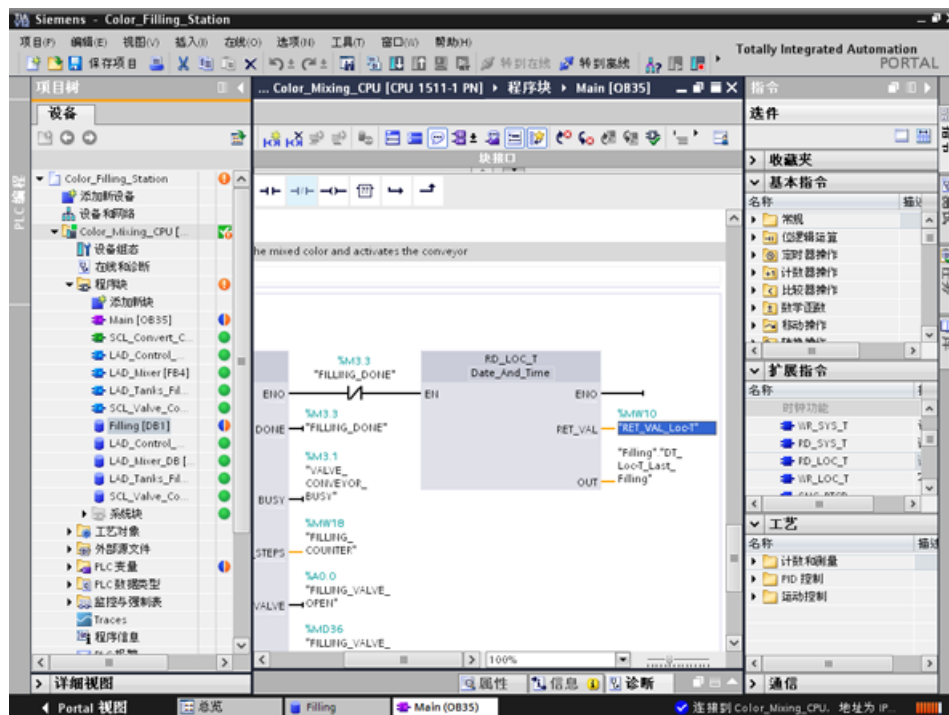 Siemens - Color_Filling_Station
项目(P) 编辑(E) 视图(V) 插入(I) 在线(O) 选项(N) 工具(T) 窗口(W) 帮助(H)
Totally Integrated Automation
PORTAL
保存项目
转到在线 转到离线
项目树
设备
Color_Filling_Station
添加新设备
设备和网络
Color_Mixing_CPU [...
设备组态
在线和诊断
程序块
添加新块
Main [OB35]
SCL_Convert_C...
LAD_Control_...
LAD_Mixer [FB4]
LAD_Tanks_Fil...
SCL_Valve_Co...
Filling [DB1]
LAD_Control_...
LAD_Mixer_DB [...
LAD_Tanks_Fil...
SCL_Valve_Co...
系统块
工艺对象
外部源文件
PLC 变量
PLC 数据类型
监控与强制表
Traces
程序信息
详细视图
PLC 编程
... Color_Mixing_CPU [CPU 1511-1 PN] 程序块 Main [OB35]
块接口
he mixed color and activates the conveyor
%M3.3
"FILLING_DONE"
ENO
RD_LOC_T
Date_And_Time
EN
ENO
DONE
%M3.3
"FILLING_DONE"
RET_VAL
%MW10
"RET_VAL_Loc-T"
BUSY
%M3.1
"VALVE_
CONVEYOR_
BUSY"
OUT
"Filling"."DT_
Loc-T_Last_
Filling"
_STEPS
%MW18
"FILLING_
COUNTER"
VALVE
%A0.0
"FILLING_VALVE_
OPEN"
%MD36
"FILLING_VALVE_
100%
属性 信息 诊断
指令
选件
收藏夹
基本指令
名称 描述
常规
位逻辑运算
定时器操作
计数器操作
比较器操作
数学函数
移动操作
扩展指令
名称
时钟功能
WR_SYS_T
RD_SYS_T
RD_LOC_T
WR_LOC_T
工艺
名称 描述
计数和测量
PID 控制
运动控制
通信
Portal 视图 总览 Filling Main (OB35)
连接到 Color_Mixing_CPU, 地址为 IP...